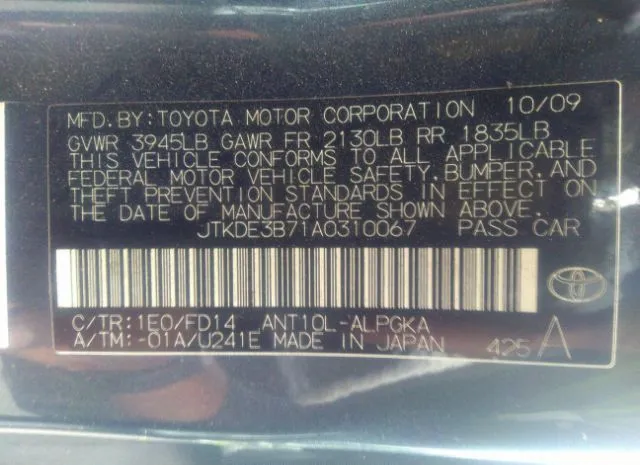 MFD. BY: TOYOTA MOTOR CORPORATION 10/09
GVWR 3945LB GAWR FR 2130LB RR 1835LB
THIS VEHICLE CONFORMS TO ALL APPLICABLE
FEDERAL MOTOR VEHICLE SAFETY, BUMPER, AND
THEFT PREVENTION STANDARDS IN EFFECT ON
THE DATE OF MANUFACTURE SHOWN ABOVE.
JTKDE3B71A0310067 PASS CAR
C/TR: 1E0/FD14 ANT10L-ALPGKA
A/TM: -01A/U241E MADE IN JAPAN 425 A